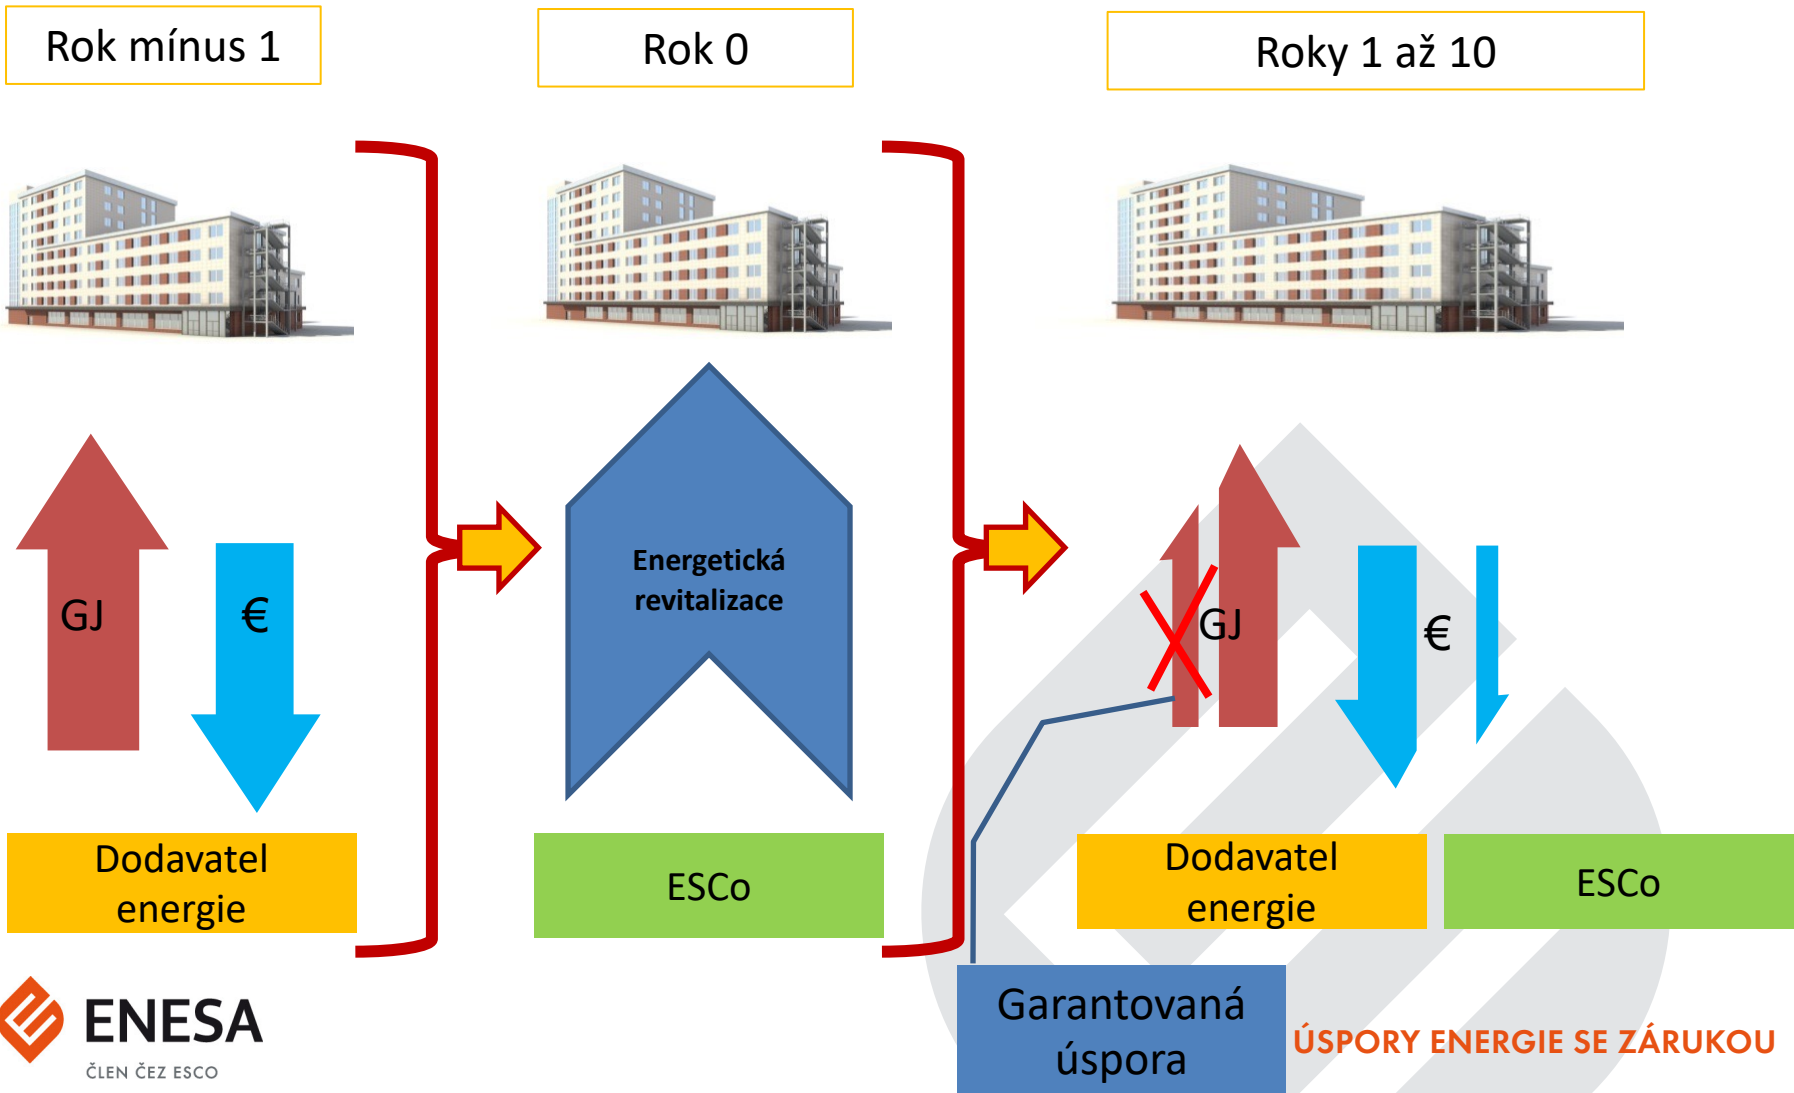 Rok mínus 1
Rok 0
Roky 1 až 10
GJ
€
Energetická
revitalizace
GJ
€
Dodavatel
energie
ESCo
Dodavatel
energie
ESCo
Garantovaná
úspora
ENESA
ČLEN ČEZ ESCO
ÚSPORY ENERGIE SE ZÁRUKOU